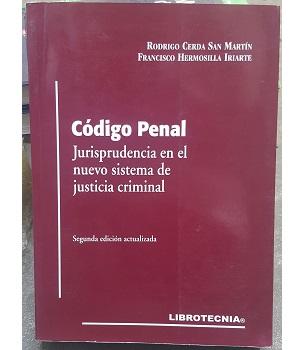 Rodrigo Cerda San Martín
Francisco Hermosilla Iriarte
Código Penal
Jurisprudencia en el
nuevo sistema de
justicia criminal
Segunda edición actualizada
LIBROTECNIA®